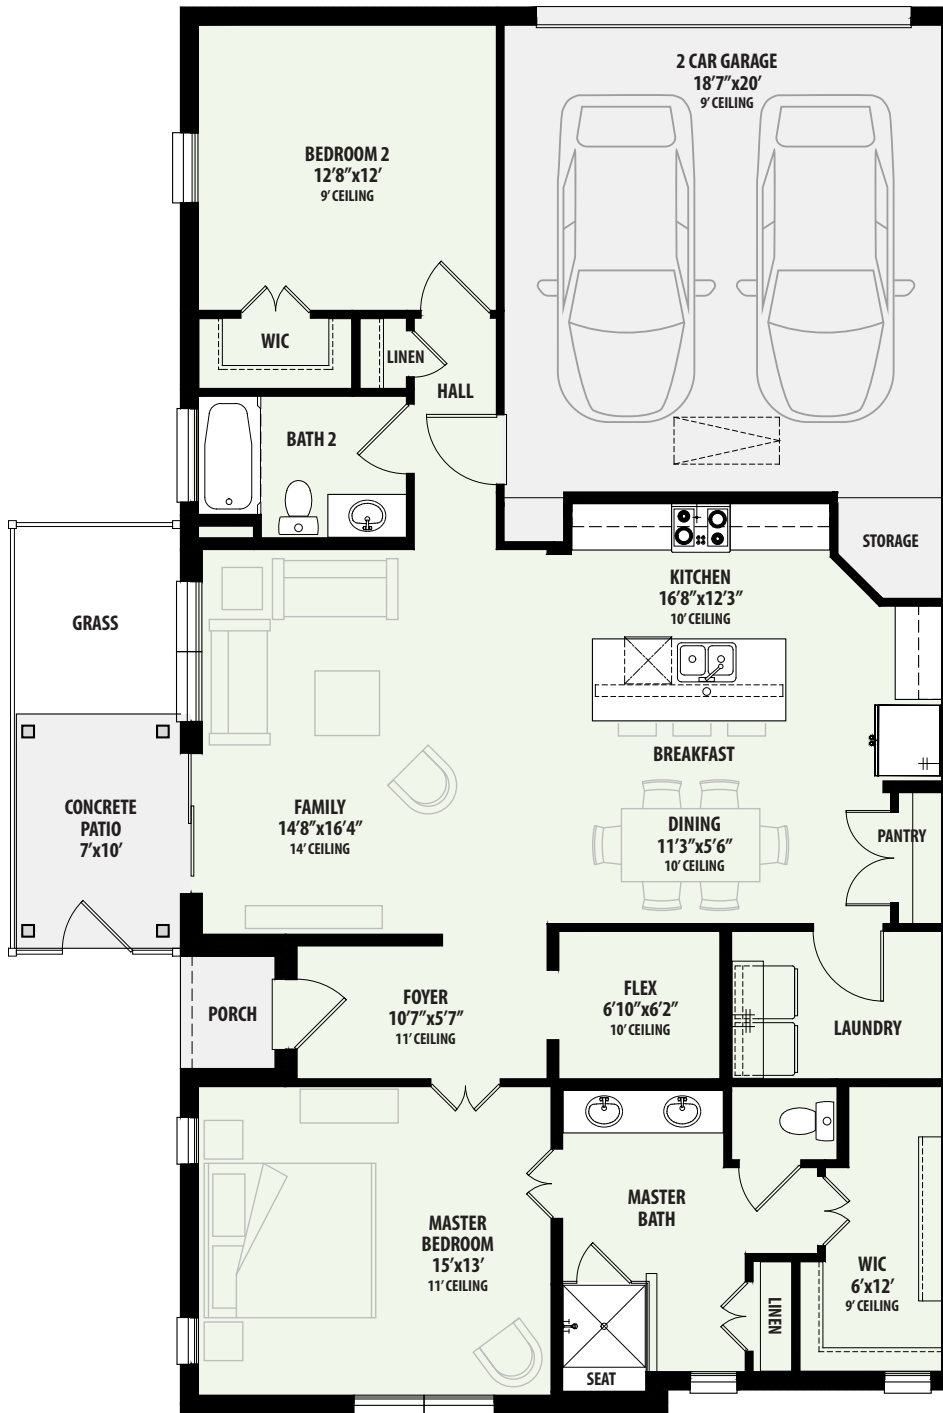 2 CAR GARAGE
18'7"x20'
9' CEILING
BEDROOM 2
12'8"x12'
9' CEILING
WIC
LINEN
HALL
BATH 2
STORAGE
KITCHEN
16'8"x12'3"
10' CEILING
GRASS
BREAKFAST
CONCRETE
PATIO
7'x10'
FAMILY
14'8"x16'4"
14' CEILING
DINING
11'3"x5'6"
10' CEILING
PANTRY
PORCH
FOYER
10'7"x5'7"
11' CEILING
FLEX
6'10"x6'2"
10' CEILING
LAUNDRY
MASTER
BEDROOM
15'x13'
11' CEILING
MASTER
BATH
WIC
6'x12'
9' CEILING
LINEN
SEAT